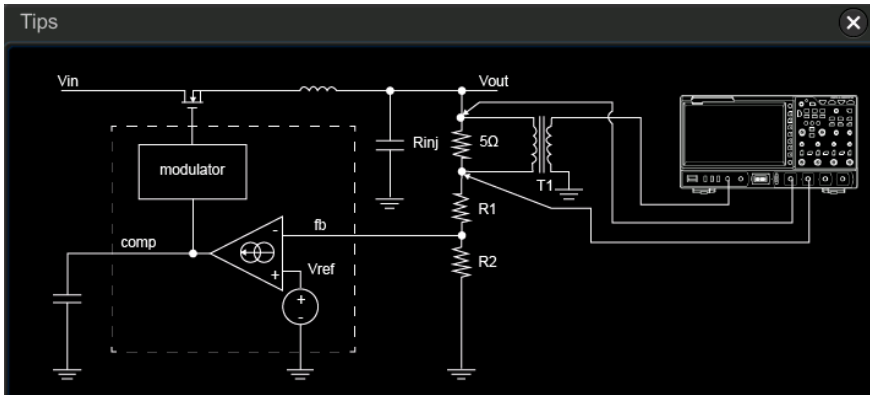 Tips
Vin
Vout
Rinj
5Ω
modulator
T1
R1
fb
comp
-
Vref
+
R2
+
-